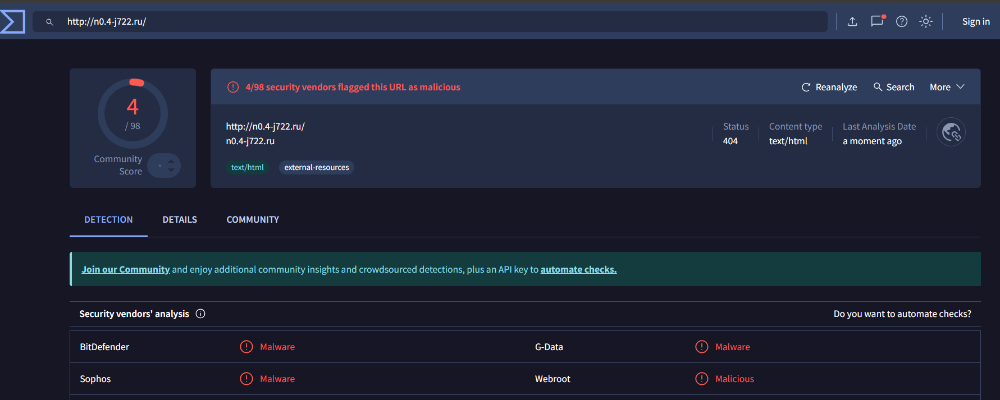 http://n0.4-j722.ru/
Sign in
4
/ 98
Community
Score
4/98 security vendors flagged this URL as malicious
Reanalyze
Search
More
http://n0.4-j722.ru/
n0.4-j722.ru
text/html
external-resources
Status
404
Content type
text/html
Last Analysis Date
a moment ago
DETECTION
DETAILS
COMMUNITY
Join our Community and enjoy additional community insights and crowdsourced detections, plus an API key to automate checks.
Security vendors' analysis
Do you want to automate checks?
BitDefender
Malware
G-Data
Malware
Sophos
Malware
Webroot
Malicious